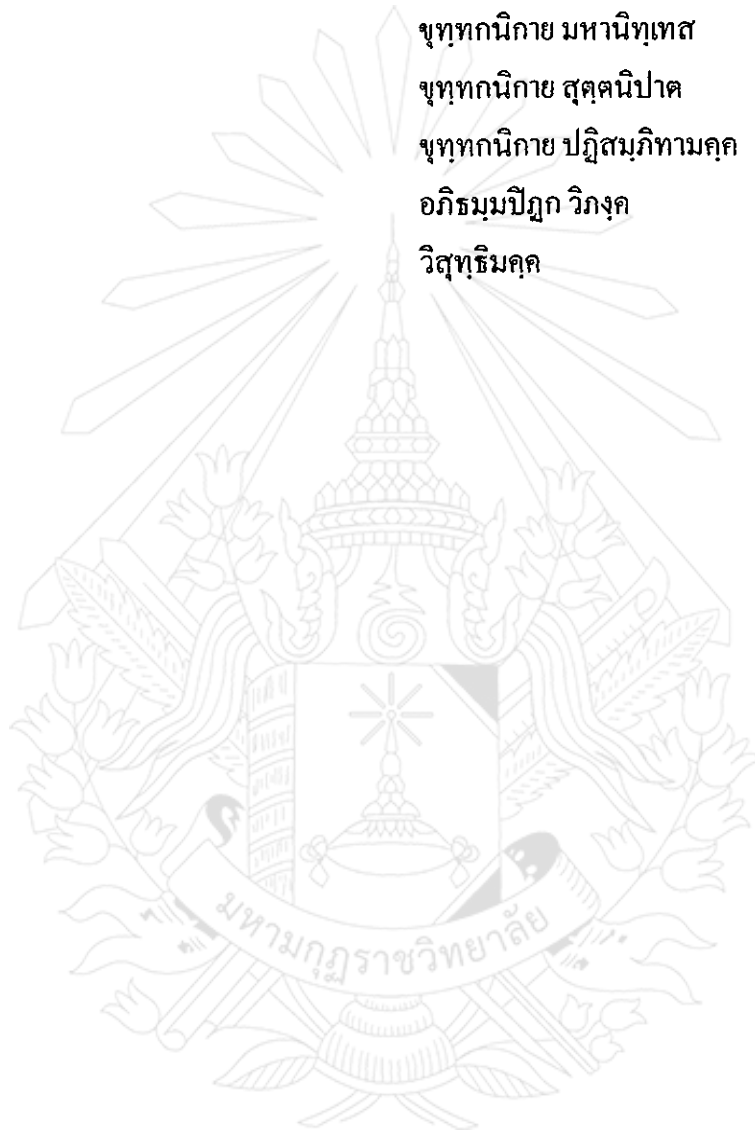 ขุทฺทกนิกาย มหานิทฺเทส
ขุทฺทกนิกาย สุตฺตนิปาต
ขุทฺทกนิกาย ปฏิสมฺภิทามคฺค
อภิธมฺมปิฏก วิภงฺค
วิสุทฺธิมคฺค
มหามกุฏราชวิทยาลัย